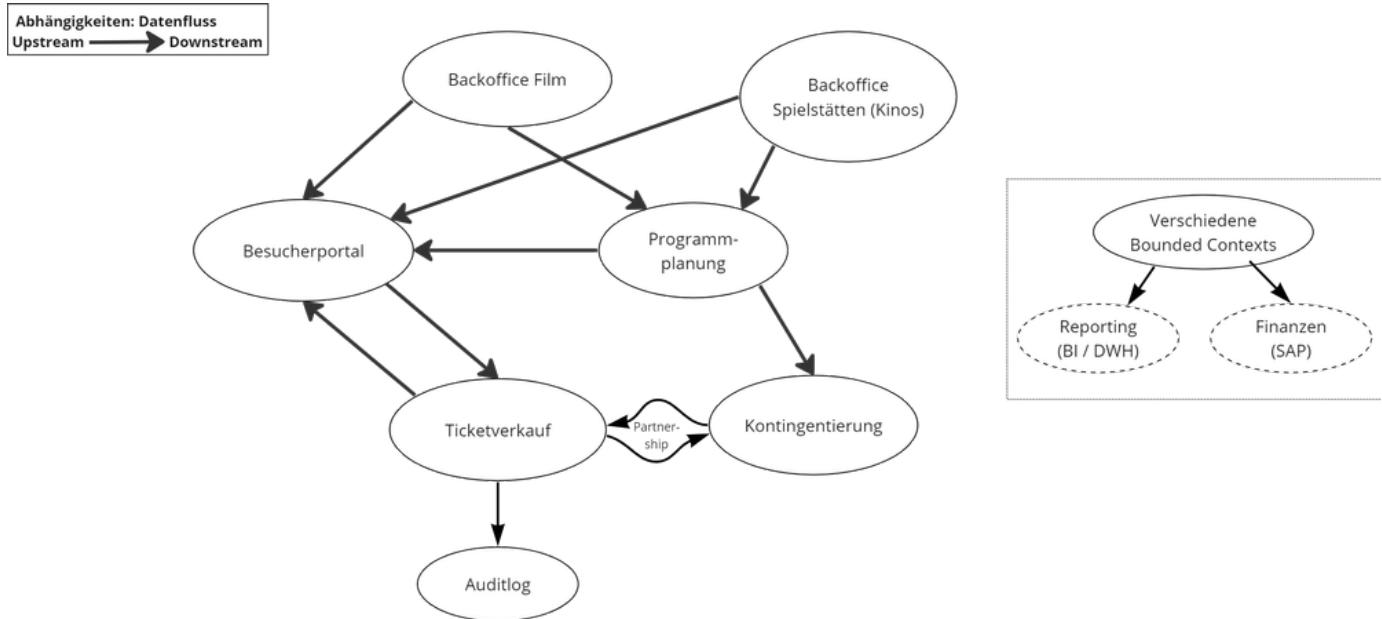 Abhängigkeiten: Datenfluss
Upstream Downstream
Backoffice Film
Backoffice
Spielstätten (Kinos)
Besucherportal
Programm-
planung
Verschiedene
Bounded Contexts
Reporting
(BI / DWH)
Finanzen
(SAP)
Ticketverkauf
Partner-
ship
Kontingentierung
Auditlog